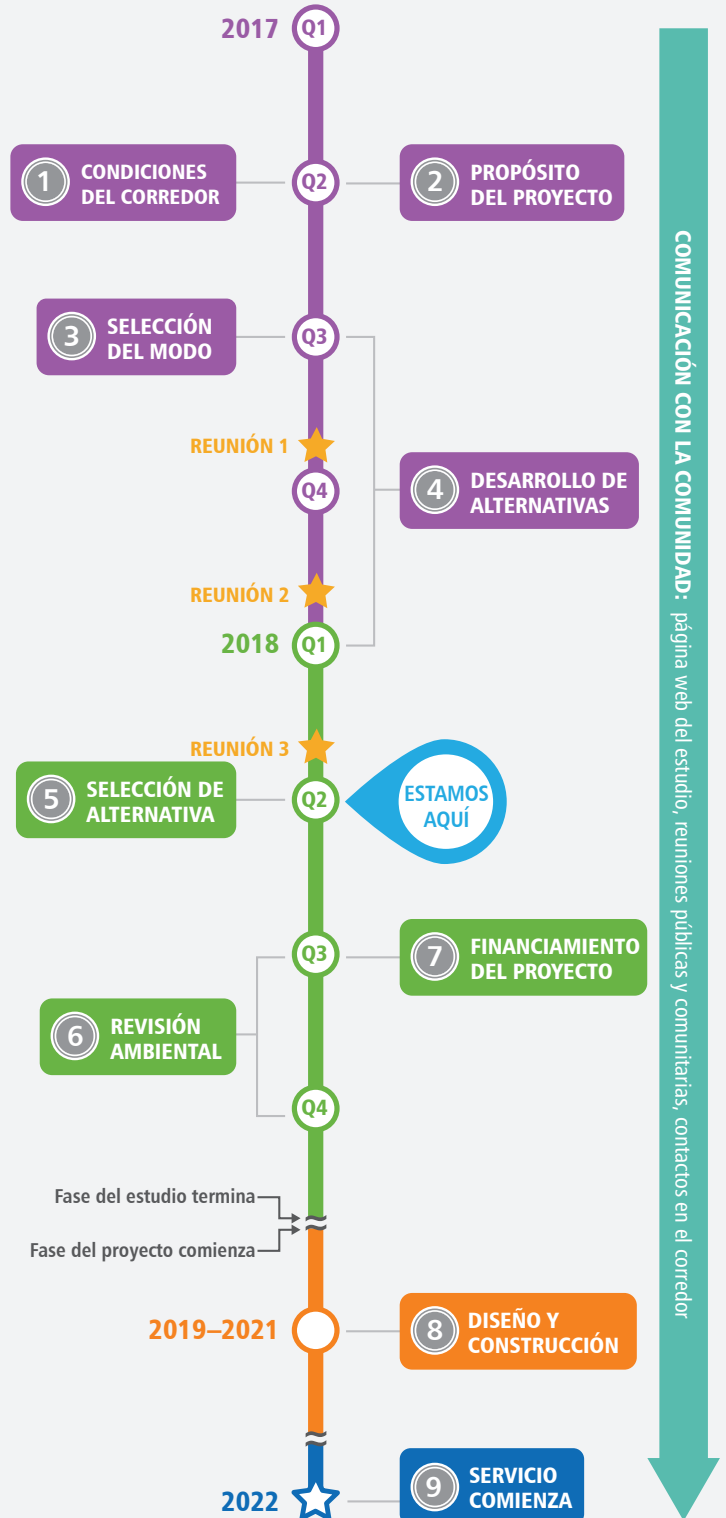 2017
Q1
1
CONDICIONES
DEL CORREDOR
Q2
2
PROPÓSITO
DEL PROYECTO
3
SELECCIÓN
DEL MODO
Q3
REUNIÓN 1
Q4
4
DESARROLLO DE
ALTERNATIVAS
REUNIÓN 2
2018
Q1
REUNIÓN 3
5
SELECCIÓN DE
ALTERNATIVA
Q2
ESTAMOS
AQUÍ
Q3
7
FINANCIAMIENTO
DEL PROYECTO
6
REVISIÓN
AMBIENTAL
Q4
Fase del estudio termina
Fase del proyecto comienza
2019–2021
8
DISEÑO Y
CONSTRUCCIÓN
2022
9
SERVICIO
COMIENZA
COMUNICACIÓN CON LA COMUNIDAD: página web del estudio, reuniones públicas y comunitarias, contactos en el corredor